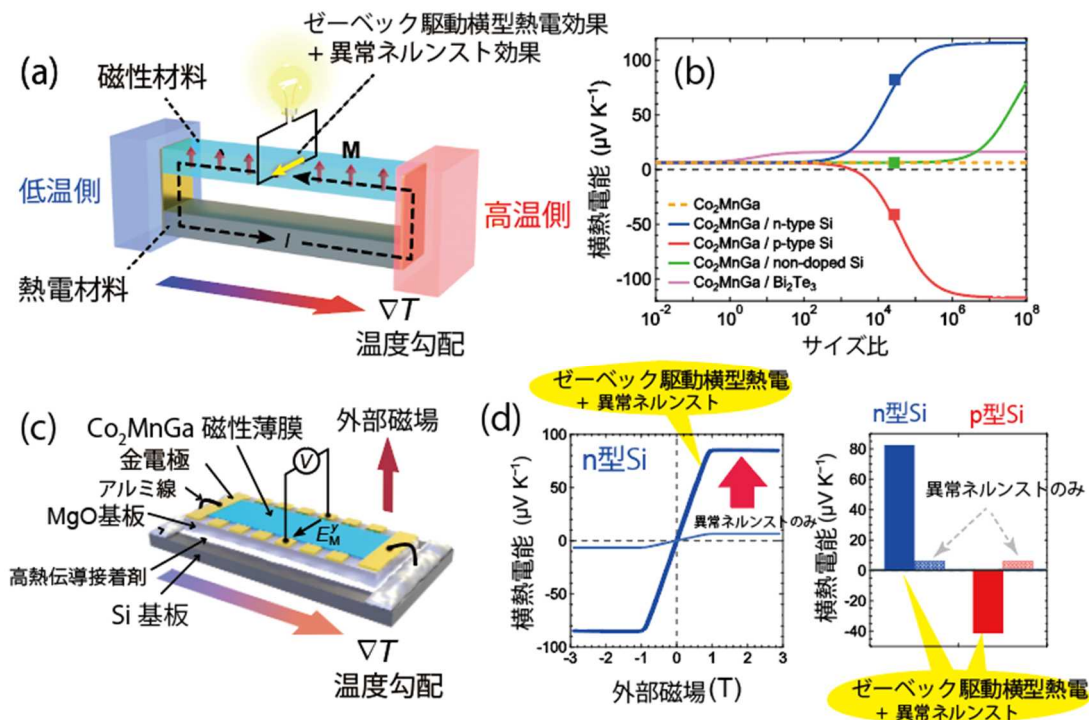 (a)
ゼーベック駆動横型熱電効果
+ 異常ネルンスト効果
磁性材料
M
低温側
高温側
I
熱電材料
∇T
温度勾配
(b)
横熱電能 (μV K⁻¹)
100
50
0
-50
-100
Co₂MnGa
Co₂MnGa / n-type Si
Co₂MnGa / p-type Si
Co₂MnGa / non-doped Si
Co₂MnGa / Bi₂Te₃
10⁻² 10⁰ 10² 10⁴ 10⁶ 10⁸
サイズ比
(c)
Co₂MnGa 磁性薄膜
外部磁場
金電極
アルミ線
MgO基板
V
E_M^y
高熱伝導接着剤
Si 基板
∇T
温度勾配
(d)
ゼーベック駆動横型熱電
+ 異常ネルンスト
n型Si
横熱電能 (μV K⁻¹)
100
50
0
-50
-100
異常ネルンストのみ
-3 -2 -1 0 1 2 3
外部磁場(T)
n型Si p型Si
横熱電能 (μV K⁻¹)
80
60
40
20
0
-20
-40
異常ネルンストのみ
ゼーベック駆動横型熱電
+ 異常ネルンスト